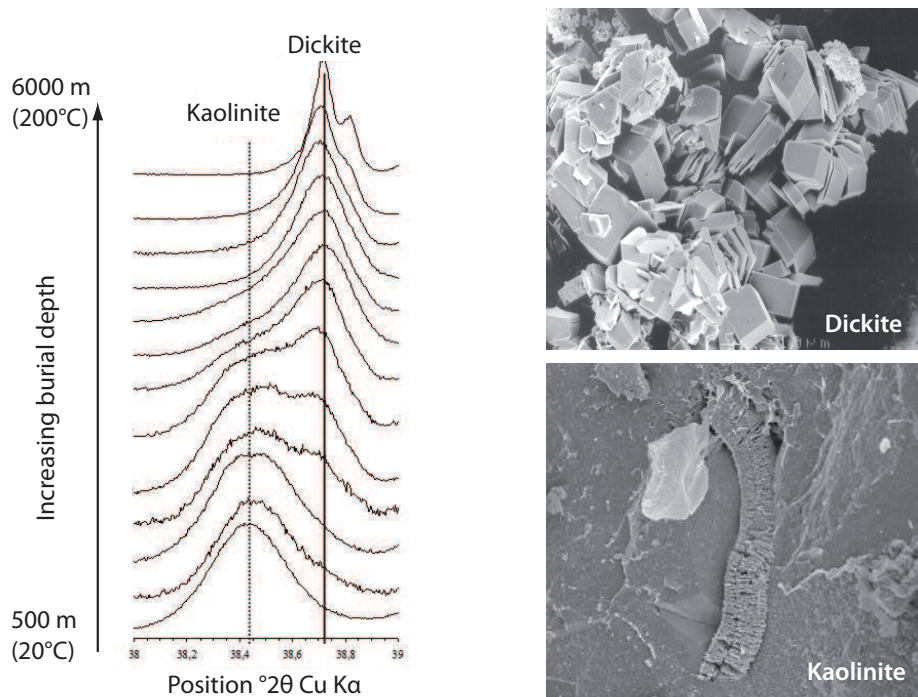 Dickite
6000 m
(200°C)
Kaolinite
Increasing burial depth
500 m
(20°C)
38
38,2
38,4
38,6
38,8
39
Position °2θ Cu Kα
Dickite
Kaolinite